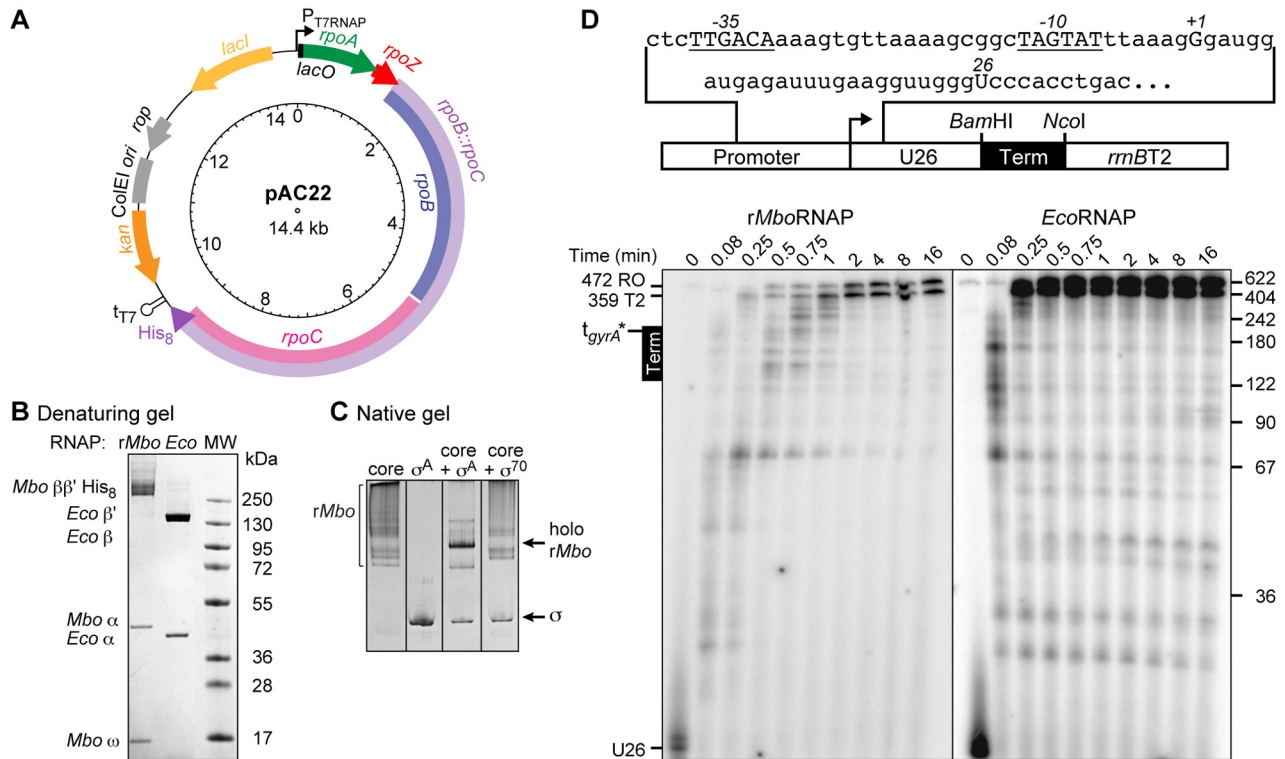 A
P T7RNAP
lacI
rpoA
lacO
rpoZ
rpoB::rpoC
rpoB
rop
ColEI ori
kan
tT7
His8
rpoC
0
2
4
6
8
10
12
14
pAC22
14.4 kb
B Denaturing gel
RNAP: rMbo Eco MW
kDa
Mbo ββ' His8
Eco β'
Eco β
Mbo α
Eco α
Mbo ω
250
130
95
72
55
36
28
17
C Native gel
core σA core + σA core + σ70
rMbo
holo rMbo
σ
D
-35 -10 +1
ctcTTGACAaaagtgttaaaagcggcTAGTATttaaagGgaugg
26
augagauuugaagguugggUcccacctgac...
BamHI NcoI
Promoter U26 Term rrnBT2
rMboRNAP EcoRNAP
Time (min) 0 0.08 0.25 0.5 0.75 1 2 4 8 16 0 0.08 0.25 0.5 0.75 1 2 4 8 16
472 RO
359 T2
tgyrA*
Term
U26
622
404
242
180
122
90
67
36